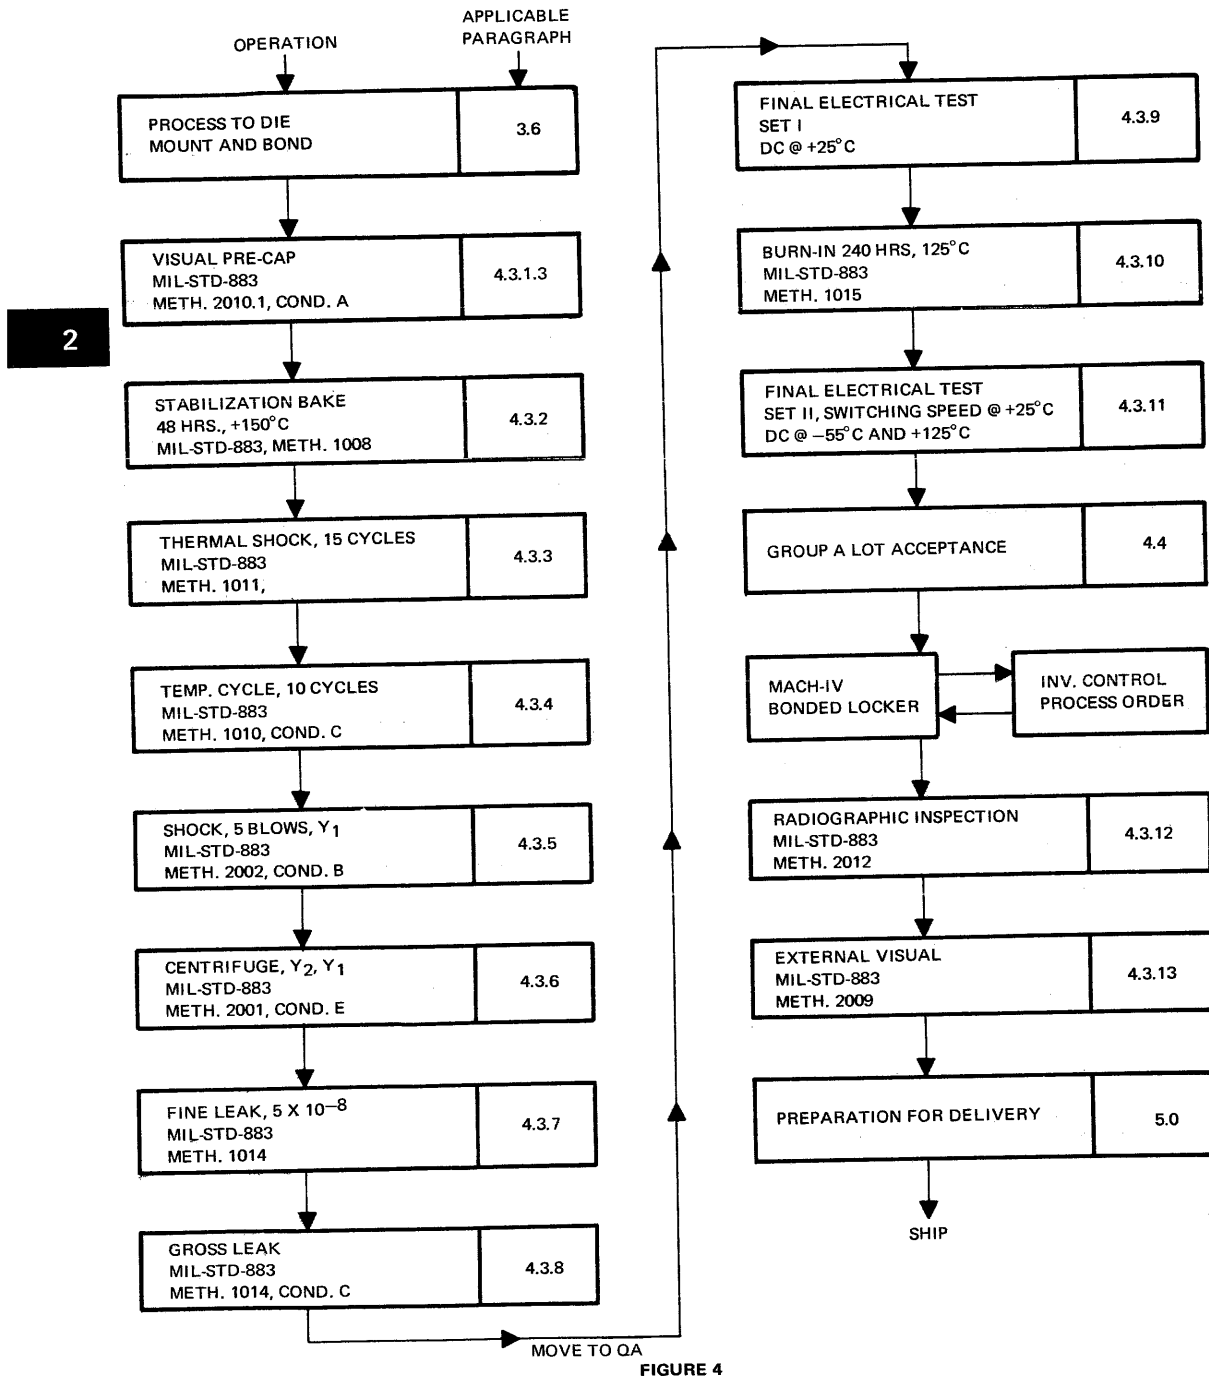 OPERATION
APPLICABLE
PARAGRAPH
PROCESS TO DIE
MOUNT AND BOND
3.6
VISUAL PRE-CAP
MIL-STD-883
METH. 2010.1, COND. A
4.3.1.3
2
STABILIZATION BAKE
48 HRS., +150°C
MIL-STD-883, METH. 1008
4.3.2
THERMAL SHOCK, 15 CYCLES
MIL-STD-883
METH. 1011,
4.3.3
TEMP. CYCLE, 10 CYCLES
MIL-STD-883
METH. 1010, COND. C
4.3.4
SHOCK, 5 BLOWS, Y1
MIL-STD-883
METH. 2002, COND. B
4.3.5
CENTRIFUGE, Y2, Y1
MIL-STD-883
METH. 2001, COND. E
4.3.6
FINE LEAK, 5 X 10–8
MIL-STD-883
METH. 1014
4.3.7
GROSS LEAK
MIL-STD-883
METH. 1014, COND. C
4.3.8
MOVE TO QA
FINAL ELECTRICAL TEST
SET I
DC @ +25°C
4.3.9
BURN-IN 240 HRS, 125°C
MIL-STD-883
METH. 1015
4.3.10
FINAL ELECTRICAL TEST
SET II, SWITCHING SPEED @ +25°C
DC @ –55°C AND +125°C
4.3.11
GROUP A LOT ACCEPTANCE
4.4
MACH-IV
BONDED LOCKER
INV. CONTROL
PROCESS ORDER
RADIOGRAPHIC INSPECTION
MIL-STD-883
METH. 2012
4.3.12
EXTERNAL VISUAL
MIL-STD-883
METH. 2009
4.3.13
PREPARATION FOR DELIVERY
5.0
SHIP
FIGURE 4